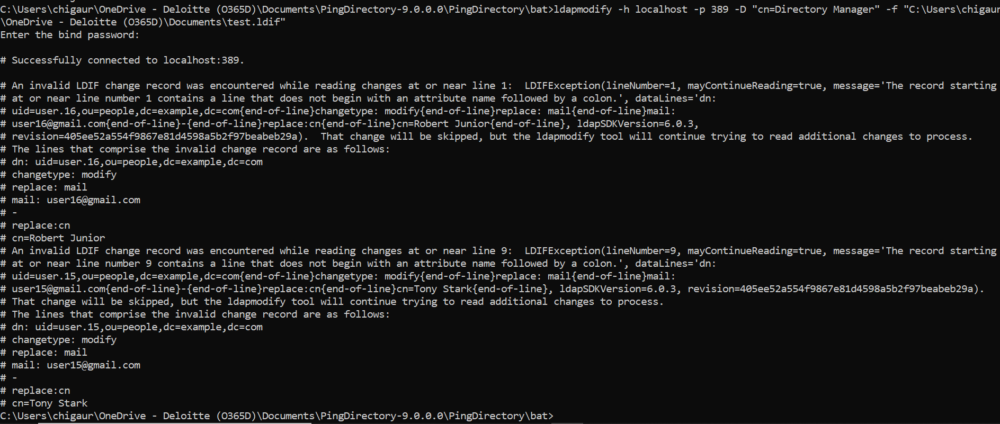 C:\Users\chigaur\OneDrive - Deloitte (O365D)\Documents\PingDirectory-9.0.0.0\PingDirectory\bat>ldapmodify -h localhost -p 389 -D "cn=Directory Manager" -f "C:\Users\chigaur
\OneDrive - Deloitte (O365D)\Documents\test.ldif"
Enter the bind password:
# Successfully connected to localhost:389.
# An invalid LDIF change record was encountered while reading changes at or near line 1:  LDIFException(lineNumber=1, mayContinueReading=true, message='The record starting
# at or near line number 1 contains a line that does not begin with an attribute name followed by a colon.', dataLines='dn:
# uid=user.16,ou=people,dc=example,dc=com{end-of-line}changetype: modify{end-of-line}replace: mail{end-of-line}mail:
# user16@gmail.com{end-of-line}-{end-of-line}replace:cn{end-of-line}cn=Robert Junior{end-of-line}, ldapSDKVersion=6.0.3,
# revision=405ee52a554f9867e81d4598a5b2f97beabeb29a).  That change will be skipped, but the ldapmodify tool will continue trying to read additional changes to process.
# The lines that comprise the invalid change record are as follows:
# dn: uid=user.16,ou=people,dc=example,dc=com
# changetype: modify
# replace: mail
# mail: user16@gmail.com
# -
# replace:cn
# cn=Robert Junior
# An invalid LDIF change record was encountered while reading changes at or near line 9:  LDIFException(lineNumber=9, mayContinueReading=true, message='The record starting
# at or near line number 9 contains a line that does not begin with an attribute name followed by a colon.', dataLines='dn:
# uid=user.15,ou=people,dc=example,dc=com{end-of-line}changetype: modify{end-of-line}replace: mail{end-of-line}mail:
# user15@gmail.com{end-of-line}-{end-of-line}replace:cn{end-of-line}cn=Tony Stark{end-of-line}, ldapSDKVersion=6.0.3, revision=405ee52a554f9867e81d4598a5b2f97beabeb29a).
# That change will be skipped, but the ldapmodify tool will continue trying to read additional changes to process.
# The lines that comprise the invalid change record are as follows:
# dn: uid=user.15,ou=people,dc=example,dc=com
# changetype: modify
# replace: mail
# mail: user15@gmail.com
# -
# replace:cn
# cn=Tony Stark
C:\Users\chigaur\OneDrive - Deloitte (O365D)\Documents\PingDirectory-9.0.0.0\PingDirectory\bat>